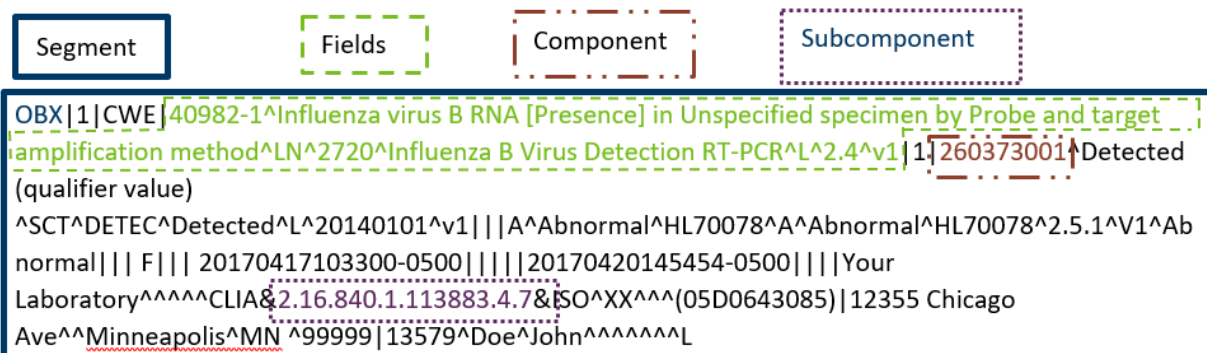 Segment
Fields
Component
Subcomponent
OBX|1|CWE|40982-1^Influenza virus B RNA [Presence] in Unspecified specimen by Probe and target
amplification method^LN^2720^Influenza B Virus Detection RT-PCR^L^2.4^v1|1|260373001^Detected
(qualifier value)
^SCT^DETEC^Detected^L^20140101^v1|||A^Abnormal^HL70078^A^Abnormal^HL70078^2.5.1^V1^Ab
normal||| F||| 20170417103300-0500|||||20170420145454-0500||||Your
Laboratory^^^^^CLIA&2.16.840.1.113883.4.7&ISO^XX^^^(05D0643085)|12355 Chicago
Ave^^Minneapolis^MN ^99999|13579^Doe^John^^^^^^^L